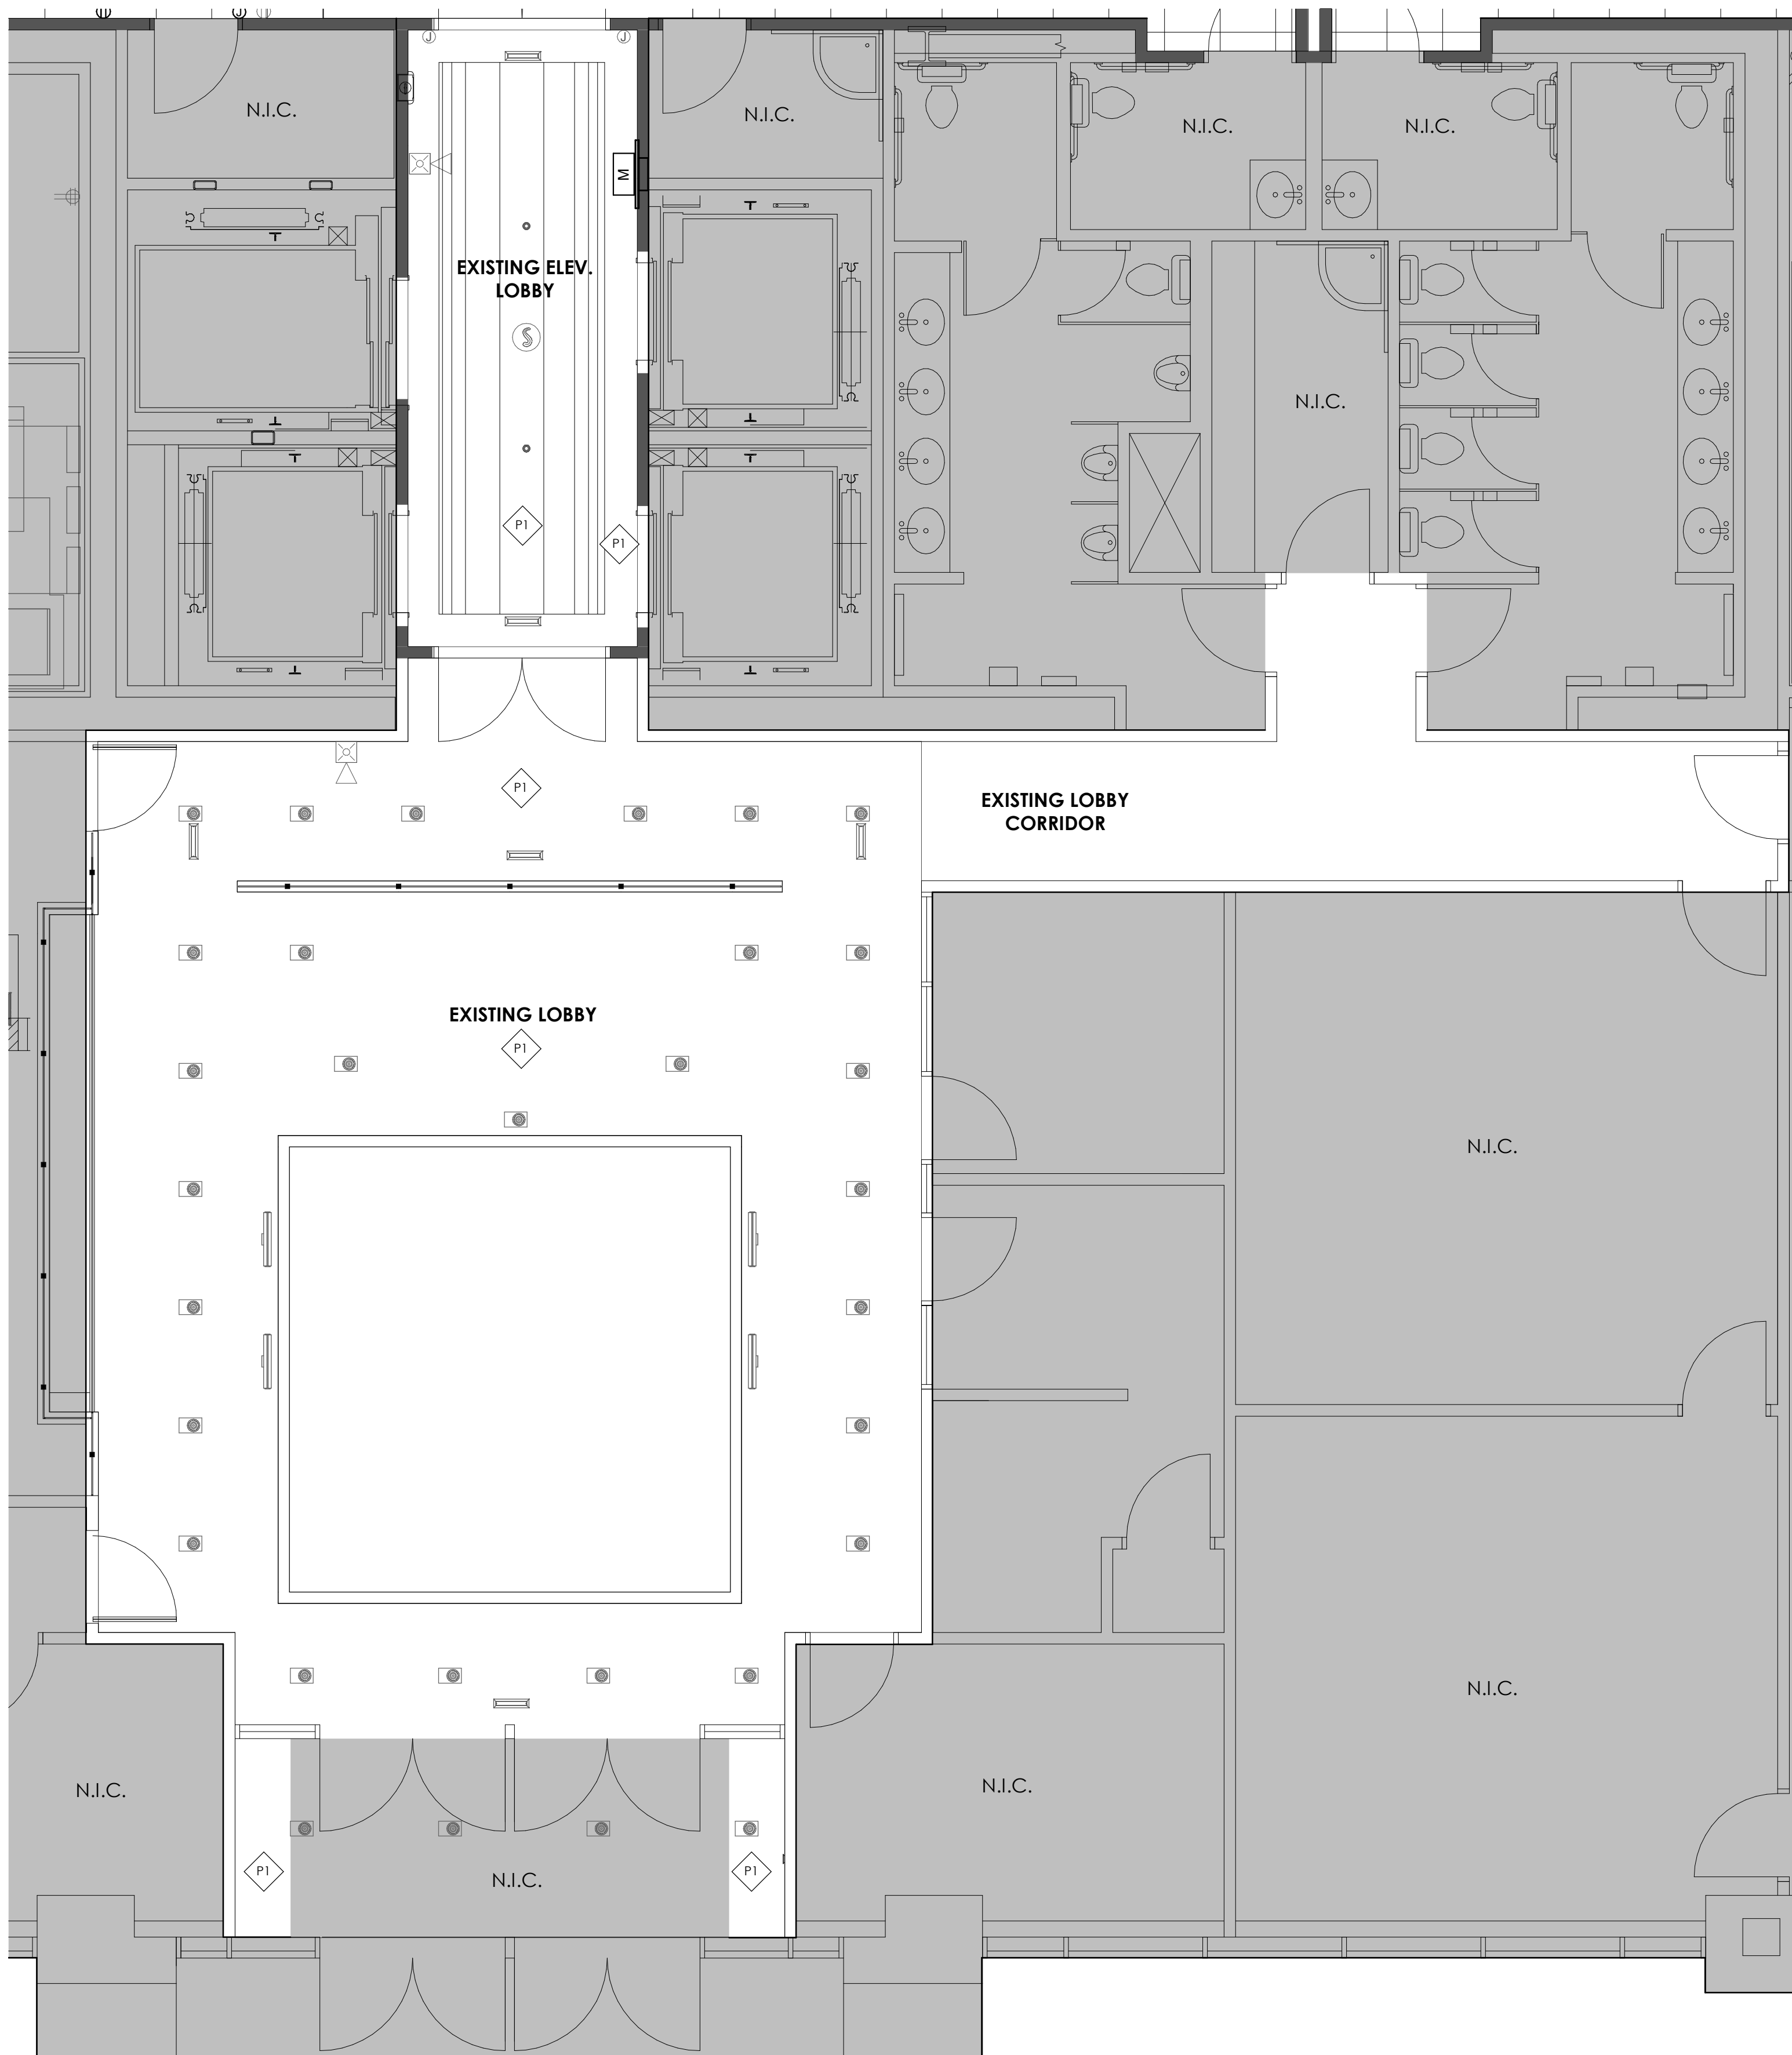 J
J
J
N.I.C.
N.I.C.
N.I.C.
N.I.C.
M
EXISTING ELEV.
LOBBY
S
N.I.C.
P1
P1
P1
EXISTING LOBBY
CORRIDOR
EXISTING LOBBY
P1
N.I.C.
N.I.C.
N.I.C.
N.I.C.
P1
N.I.C.
P1